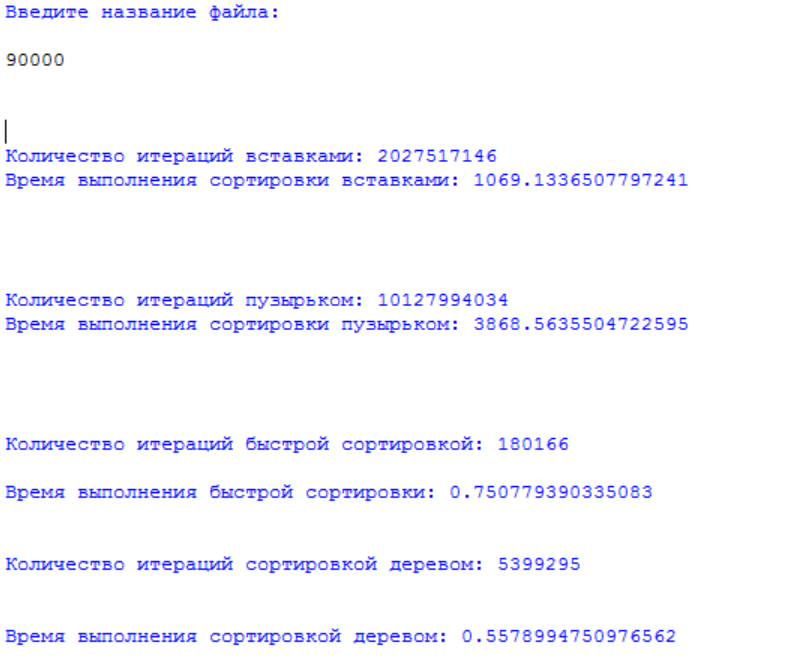 Введите название файла:
90000
Количество итераций вставками: 2027517146
Время выполнения сортировки вставками: 1069.1336507797241
Количество итераций пузырьком: 10127994034
Время выполнения сортировки пузырьком: 3868.5635504722595
Количество итераций быстрой сортировкой: 180166
Время выполнения быстрой сортировки: 0.750779390335083
Количество итераций сортировкой деревом: 5399295
Время выполнения сортировкой деревом: 0.5578994750976562